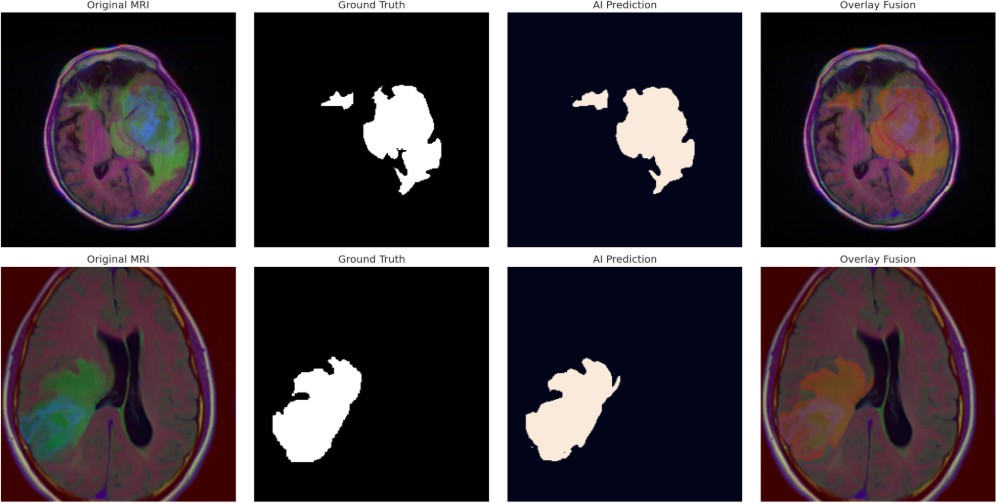 Original MRI
Ground Truth
AI Prediction
Overlay Fusion
Original MRI
Ground Truth
AI Prediction
Overlay Fusion